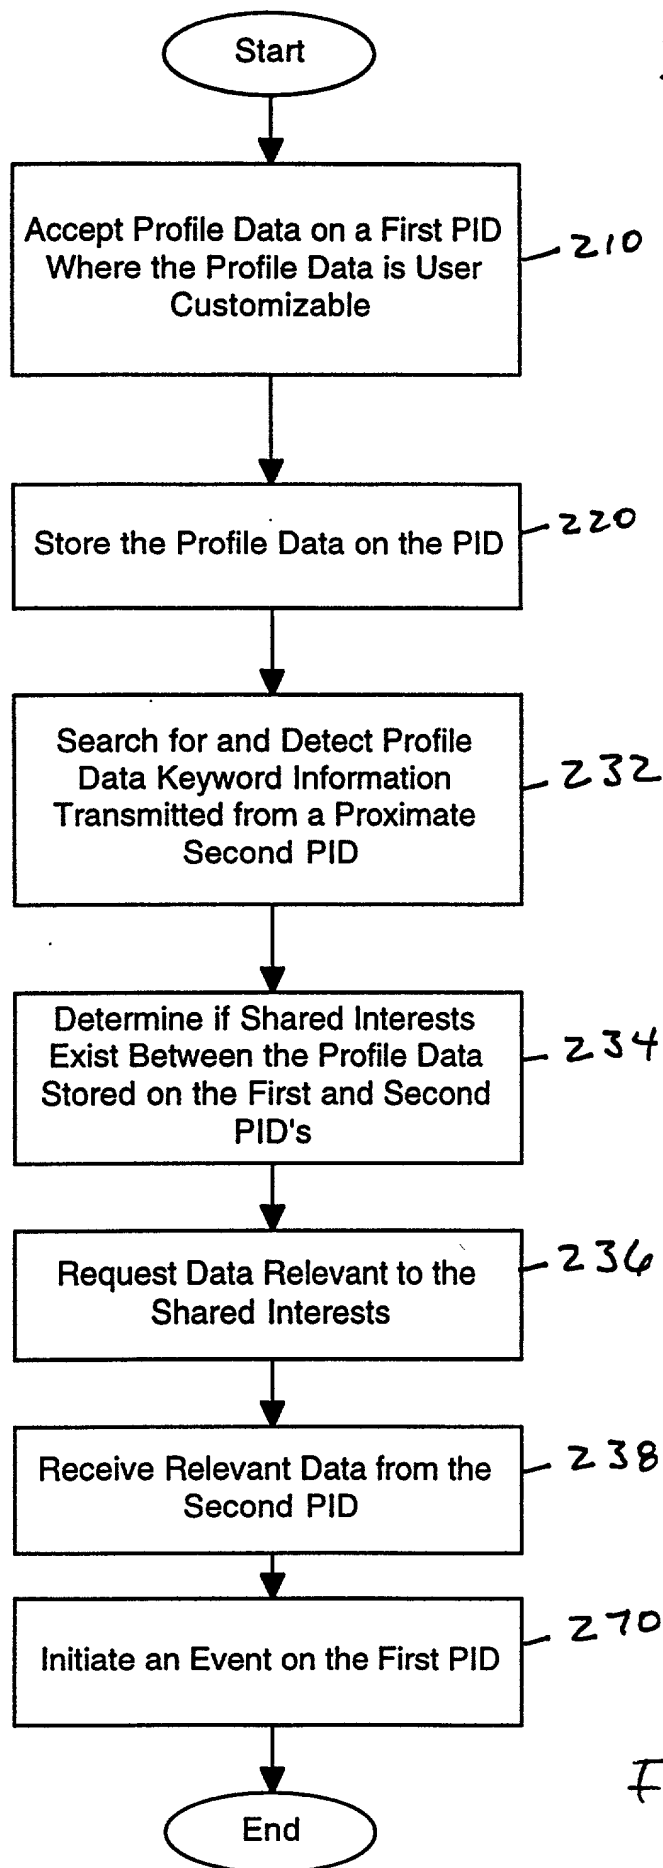 Start
Accept Profile Data on a First PID
Where the Profile Data is User
Customizable
210
Store the Profile Data on the PID
220
Search for and Detect Profile
Data Keyword Information
Transmitted from a Proximate
Second PID
232
Determine if Shared Interests
Exist Between the Profile Data
Stored on the First and Second
PID's
234
Request Data Relevant to the
Shared Interests
236
Receive Relevant Data from the
Second PID
238
Initiate an Event on the First PID
270
End